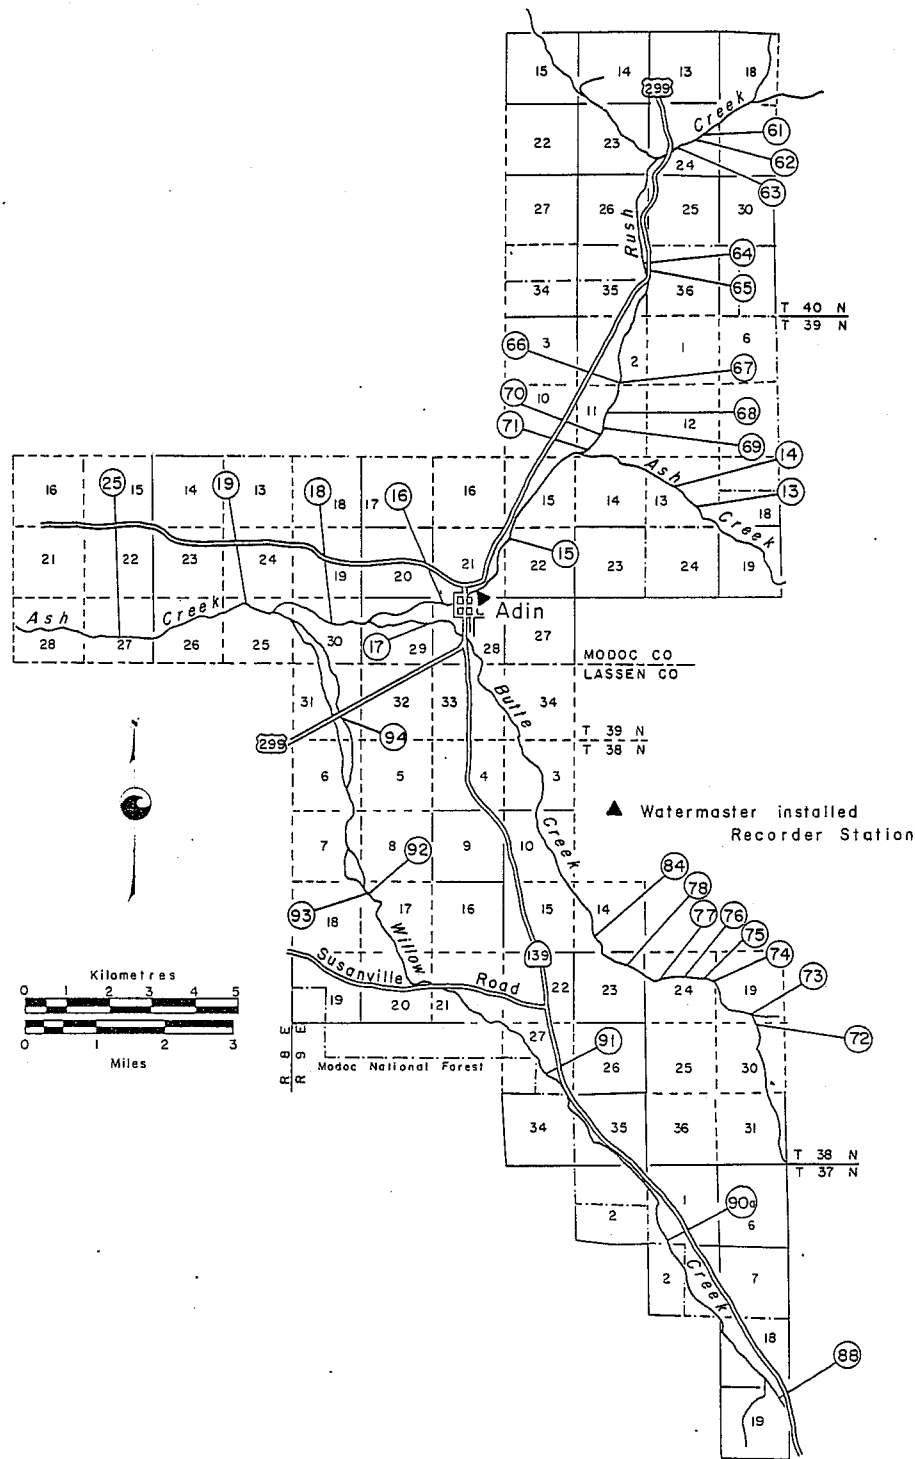 15 14 13 18
299
Creek
61
22 23 24
62
63
27 26 25 30
Rush
64
34 35 36
65
T 40 N
T 39 N
3 2 1 6
66
67
10 11 12
70
68
71
69
14
Ash
16 15 14 13 18 17 16 15 14 13 18
25
19
18
16
13
Creek
21 22 23 24 19 20 21 22 23 24 19
15
Adin
Ash Creek
17
28 27 26 25 30 29 28 27
MODOC CO
LASSEN CO
31 32 33 34
Butte
299
94
T 39 N
T 38 N
6 5 4 3
Watermaster installed
Recorder Station
Creek
7 8 9 10
92
84
78
77
76
75
74
93
18 17 16 15 14
Willow
139
Susanville Road
73
Kilometres
0 1 2 3 4 5
0 1 2 3
Miles
19 20 21 22 23 24 19
72
R 8 E
R 9 E
27 26 25 30
91
Modoc National Forest
34 35 36 31
T 38 N
T 37 N
2 1 6
90a
2 7
Creek
18
88
19